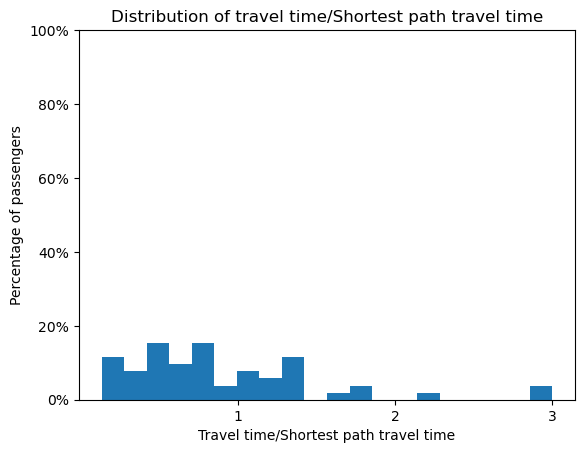 Distribution of travel time/Shortest path travel time
100%
80%
60%
40%
20%
0%
Percentage of passengers
1 2 3
Travel time/Shortest path travel time